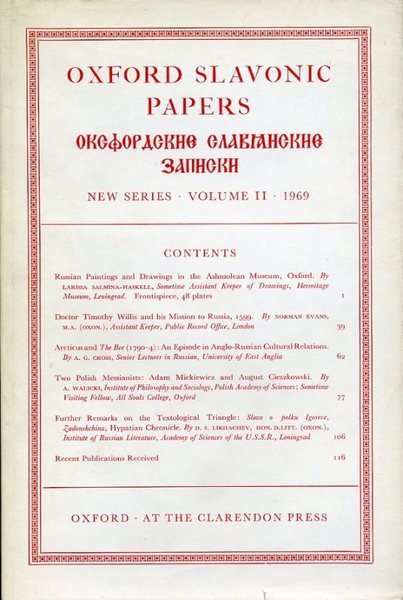 OXFORD SLAVONIC
PAPERS
ОКСФОРДСКИЕ СЛАВѦНСКИЕ
ЗАПИСКИ
NEW SERIES · VOLUME II · 1969
CONTENTS
Russian Paintings and Drawings in the Ashmolean Museum, Oxford. By
LARISSA SALMINA-HASKELL, Sometime Assistant Keeper of Drawings, Hermitage
Museum, Leningrad. Frontispiece, 48 plates 1
Doctor Timothy Willis and his Mission to Russia, 1599. By NORMAN EVANS,
M.A. (OXON.), Assistant Keeper, Public Record Office, London 39
Arcticus and The Bee (1790–4): An Episode in Anglo-Russian Cultural Relations.
By A. G. CROSS, Senior Lecturer in Russian, University of East Anglia 62
Two Polish Messianists: Adam Mickiewicz and August Cieszkowski. By
A. WALICKI, Institute of Philosophy and Sociology, Polish Academy of Sciences; Sometime
Visiting Fellow, All Souls College, Oxford 77
Further Remarks on the Textological Triangle: Slovo o polku Igoreve,
Zadonshchina, Hypatian Chronicle. By D. S. LIKHACHEV, HON. D.LITT. (OXON.),
Institute of Russian Literature, Academy of Sciences of the U.S.S.R., Leningrad 106
Recent Publications Received 116
OXFORD · AT THE CLARENDON PRESS